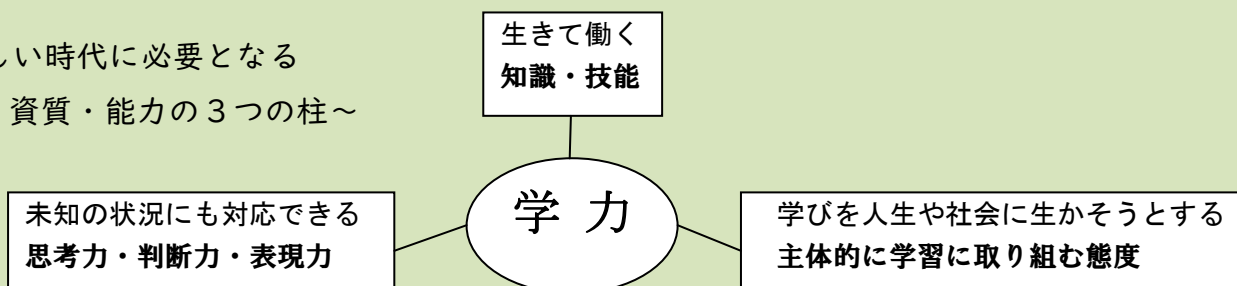 しい時代に必要となる
資質・能力の３つの柱～
生きて働く
知識・技能
学 力
未知の状況にも対応できる
思考力・判断力・表現力
学びを人生や社会に生かそうとする
主体的に学習に取り組む態度